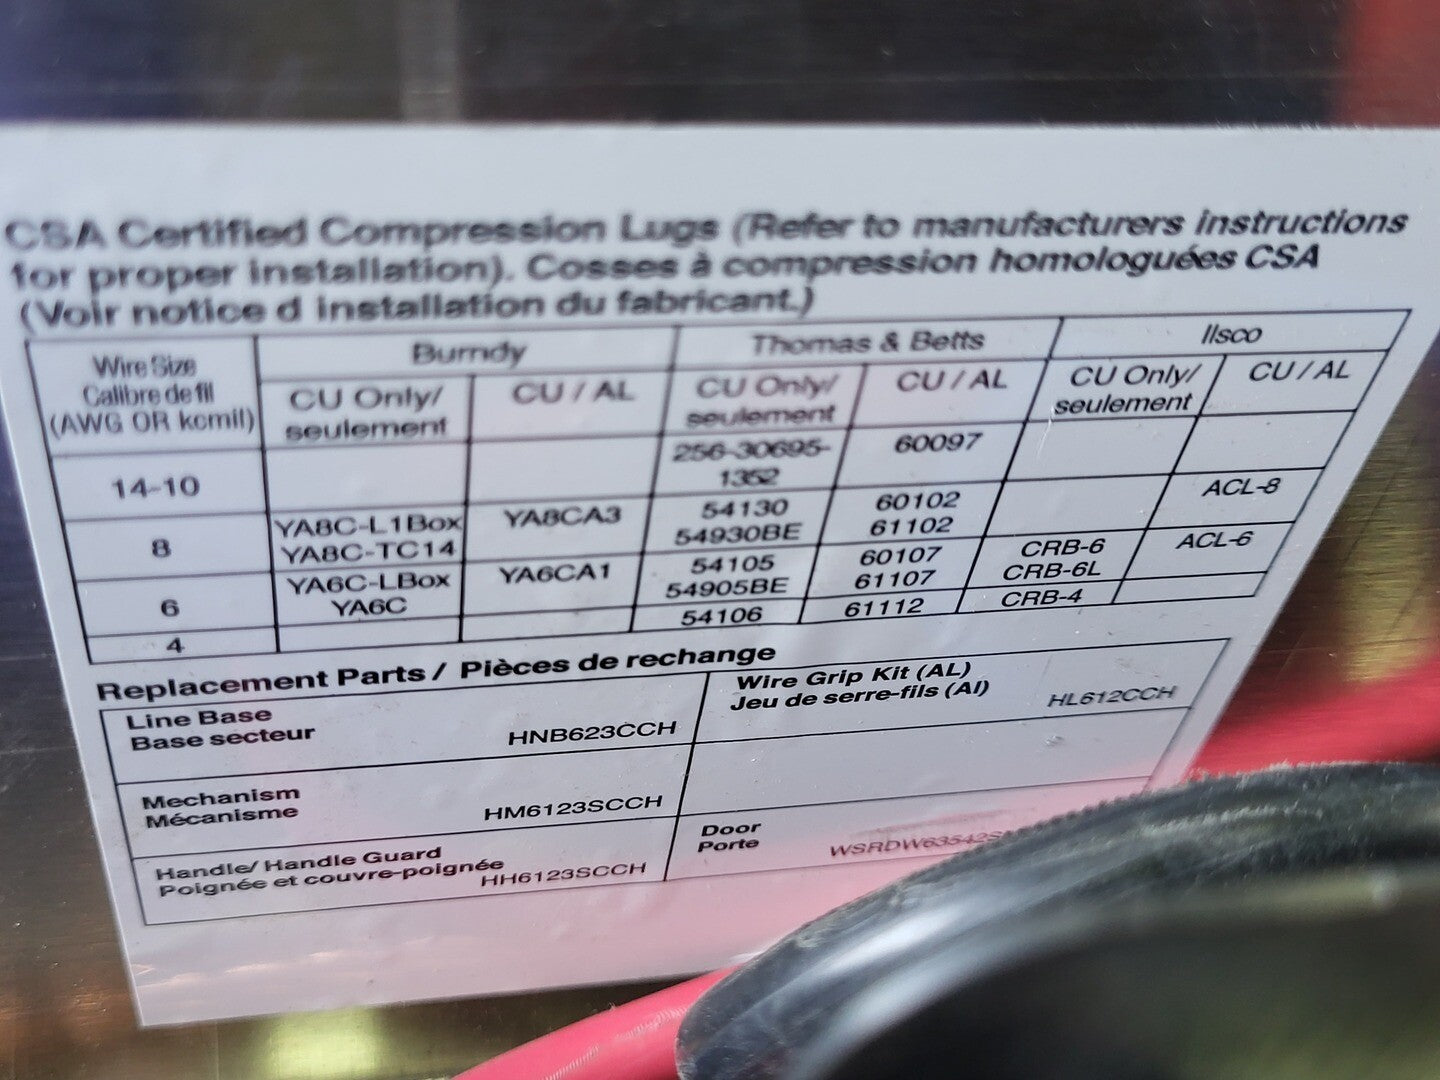 CSA Certified Compression Lugs (Refer to manufacturers instructions
for proper installation). Cosses à compression homologuées CSA
(Voir notice d installation du fabricant.)
Wire Size
Calibre de fil
(AWG OR kcmil)
Burndy
Thomas & Betts
Ilsco
CU Only/
seulement
CU / AL
CU Only/
seulement
CU / AL
CU Only/
seulement
CU / AL
14-10
256-30695-
1352
60097
8
YA8C-L1Box
YA8C-TC14
YA8CA3
54130
54930BE
60102
61102
ACL-8
6
YA6C-LBox
YA6C
YA6CA1
54105
54905BE
60107
61107
CRB-6
CRB-6L
ACL-6
4
54106
61112
CRB-4
Replacement Parts / Pièces de rechange
Line Base
Base secteur
HNB623CCH
Wire Grip Kit (AL)
Jeu de serre-fils (Al)
HL612CCH
Mechanism
Mécanisme
HM6123SCCH
Handle/ Handle Guard
Poignée et couvre-poignée
HH6123SCCH
Door
Porte